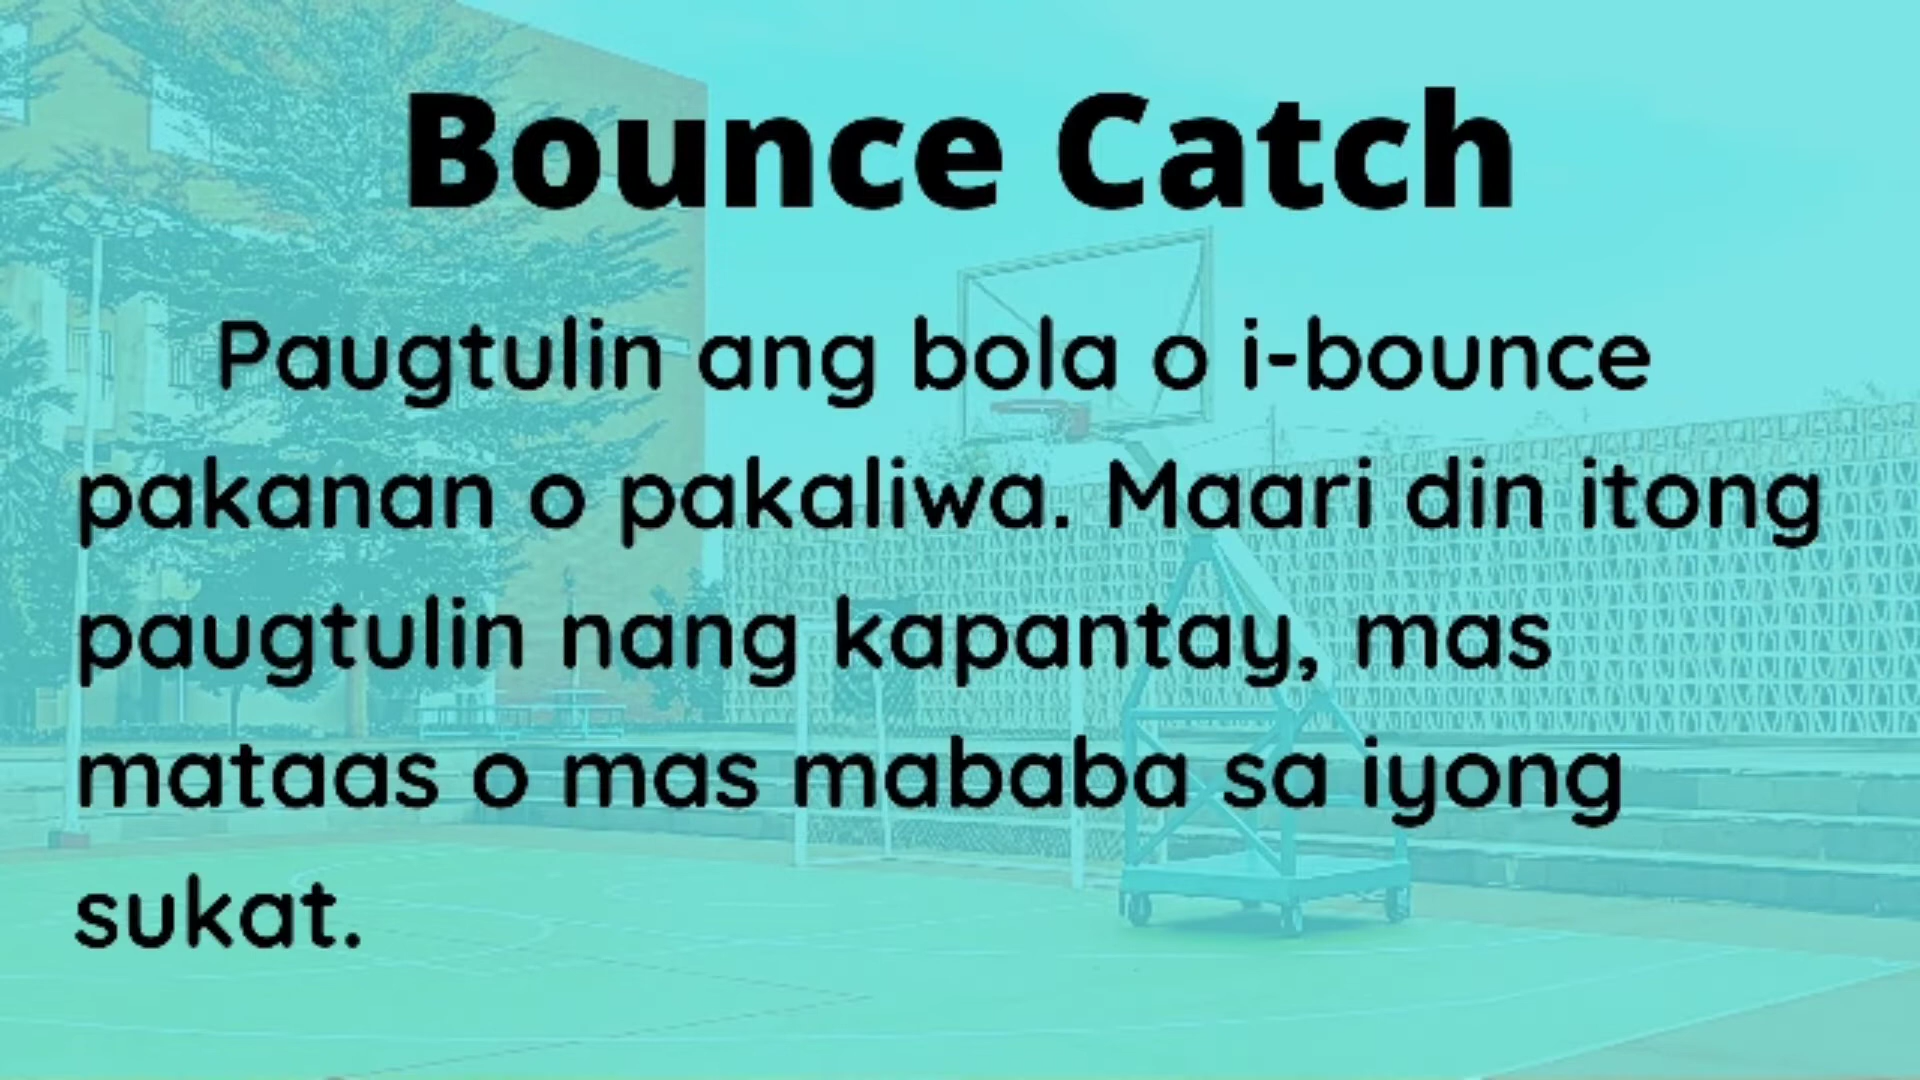 Bounce Catch
Paugtulin ang bola o i-bounce
pakanan o pakaliwa. Maari din itong
paugtulin nang kapantay, mas
mataas o mas mababa sa iyong
sukat.